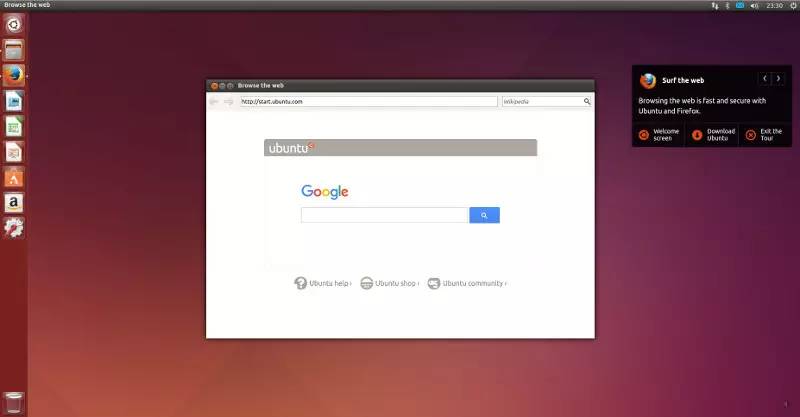 Browse the web
23:30
Browse the web
http://start.ubuntu.com
Wikipedia
Surf the web
Browsing the web is fast and secure with
Ubuntu and Firefox.
Welcome
screen
Download
Ubuntu
Exit the
Tour
ubuntu
Google
Ubuntu help ›
Ubuntu shop ›
Ubuntu community ›
a